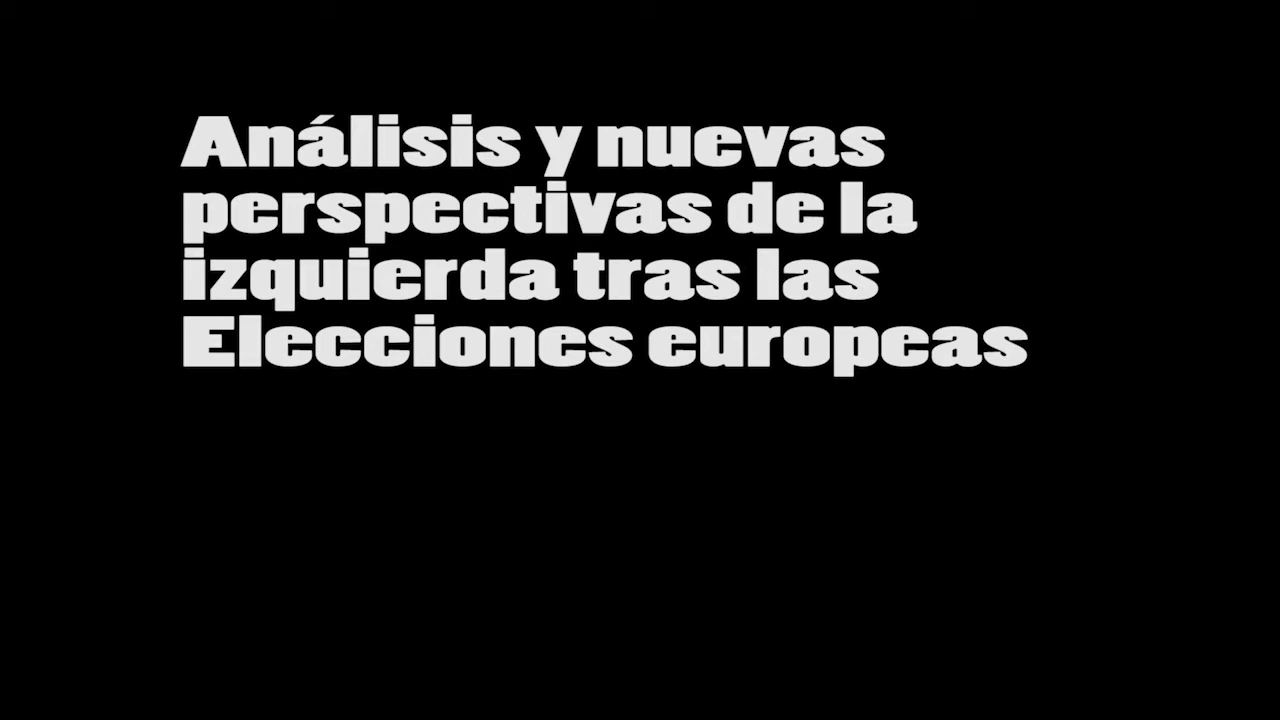 Análisis y nuevas
perspectivas de la
izquierda tras las
Elecciones europeas